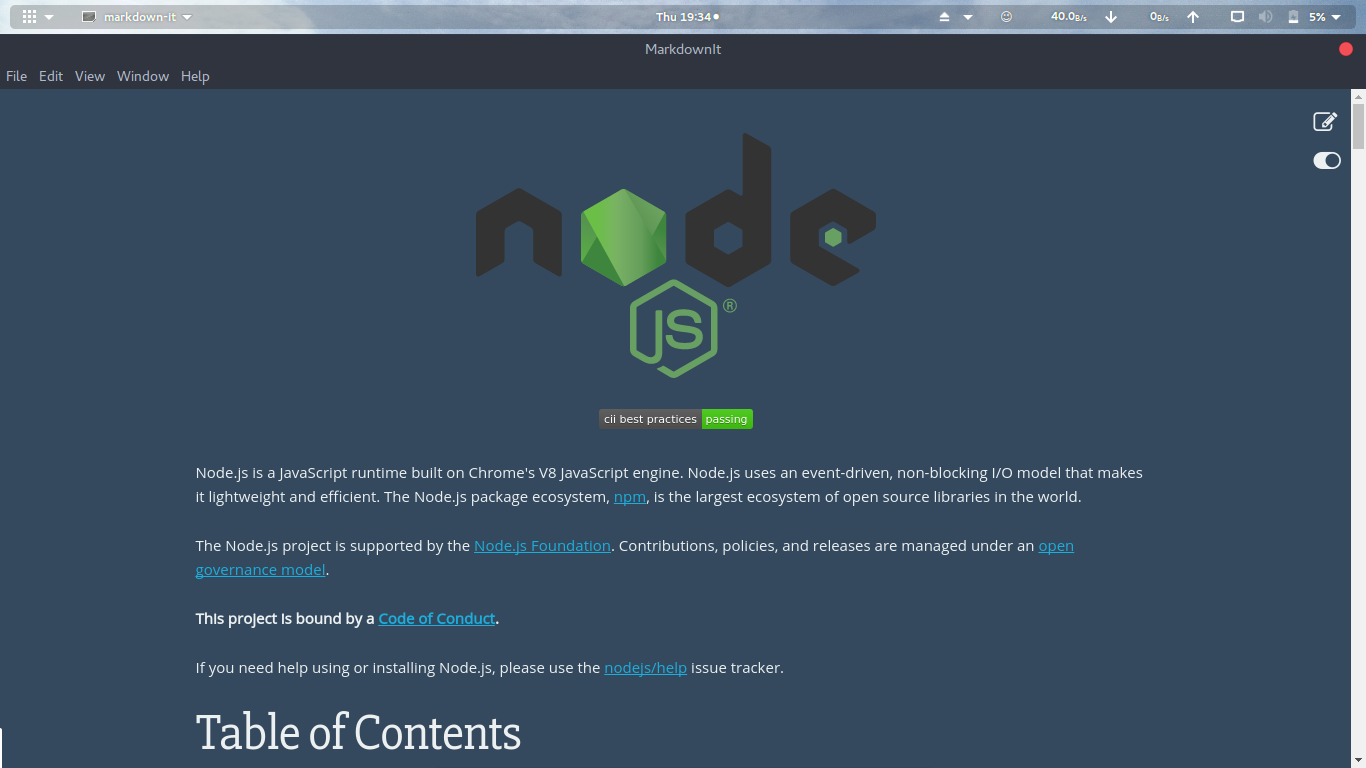 markdown-it
Thu 19:34
40.0B/s
0B/s
5%
MarkdownIt
File Edit View Window Help
node
JS ®
cii best practices passing
Node.js is a JavaScript runtime built on Chrome's V8 JavaScript engine. Node.js uses an event-driven, non-blocking I/O model that makes
it lightweight and efficient. The Node.js package ecosystem, npm, is the largest ecosystem of open source libraries in the world.
The Node.js project is supported by the Node.js Foundation. Contributions, policies, and releases are managed under an open
governance model.
This project is bound by a Code of Conduct.
If you need help using or installing Node.js, please use the nodejs/help issue tracker.
Table of Contents